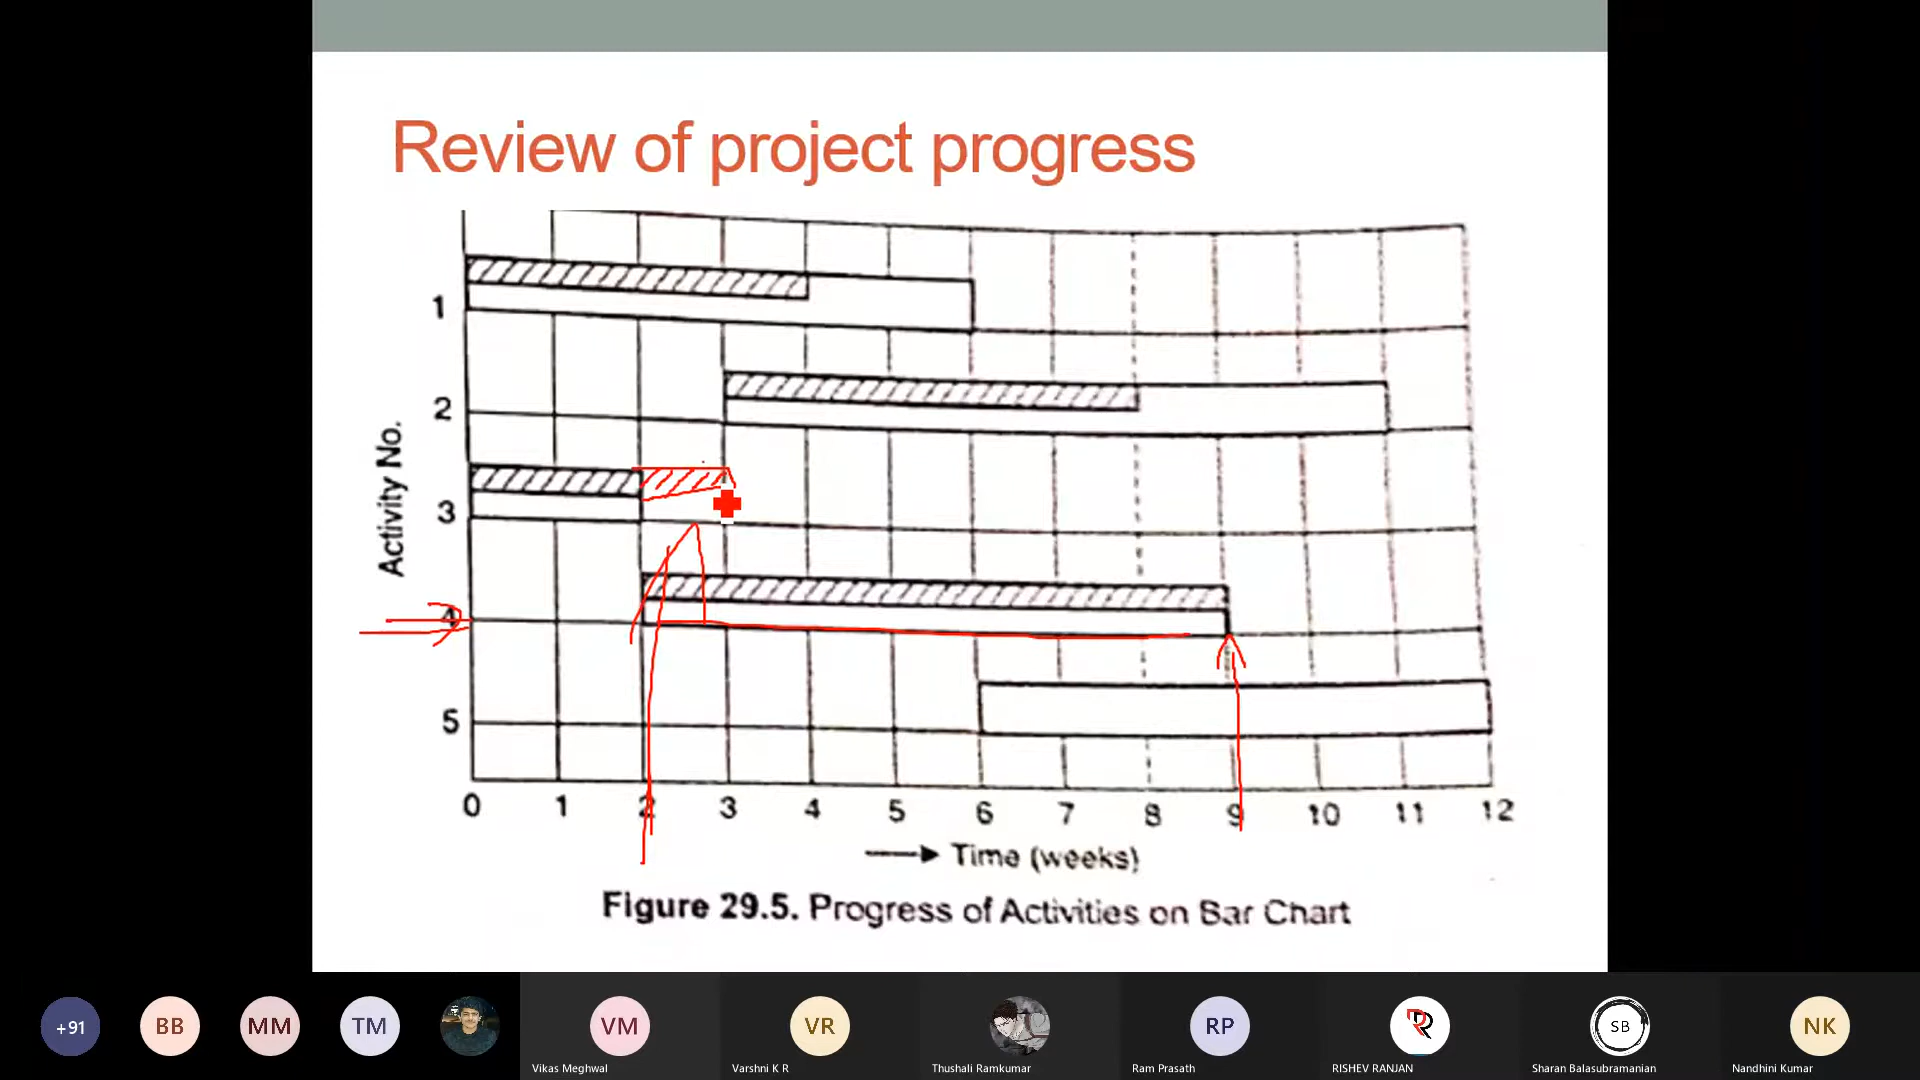 Review of project progress
1
2
3
4
5
Activity No.
0 1 2 3 4 5 6 7 8 9 10 11 12
Time (weeks)
Figure 29.5. Progress of Activities on Bar Chart
+91 BB MM TM VM VR RP SB NK
Vikas Meghwal Varshni K R Thushali Ramkumar Ram Prasath RISHEV RANJAN Sharan Balasubramanian Nandhini Kumar